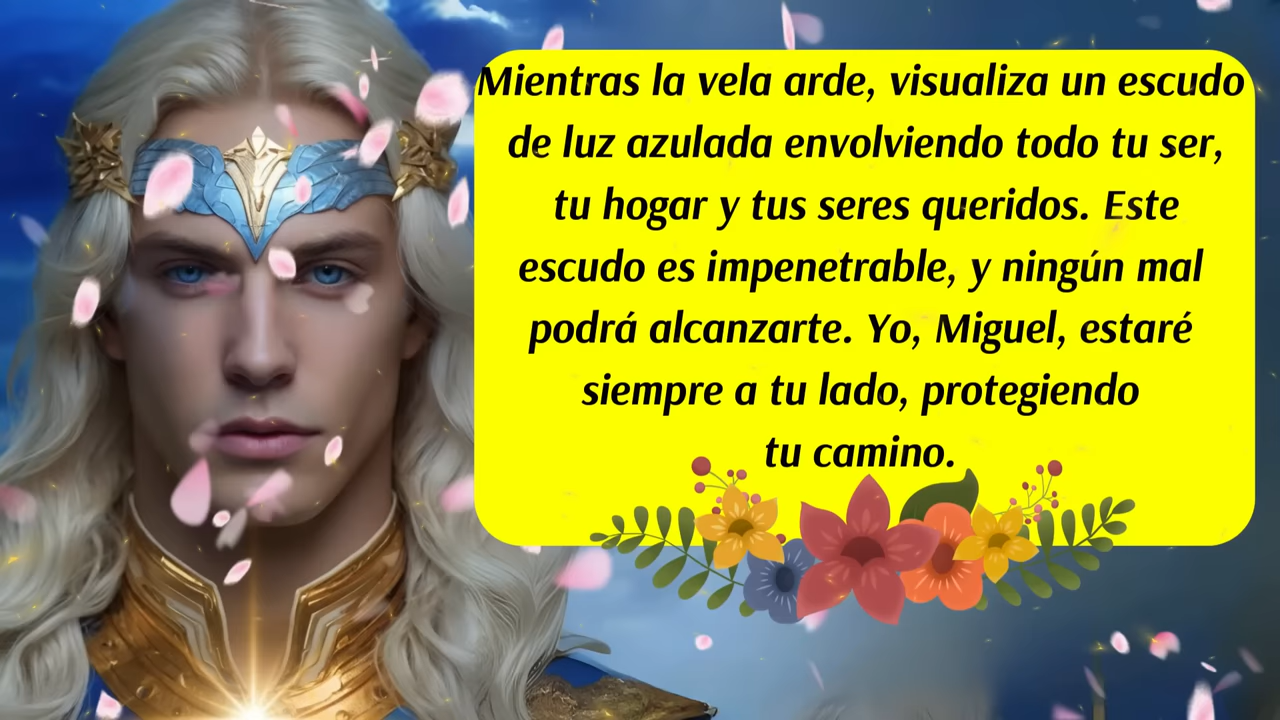 Mientras la vela arde, visualiza un escudo
de luz azulada envolviendo todo tu ser,
tu hogar y tus seres queridos. Este
escudo es impenetrable, y ningún mal
podrá alcanzarte. Yo, Miguel, estaré
siempre a tu lado, protegiendo
tu camino.